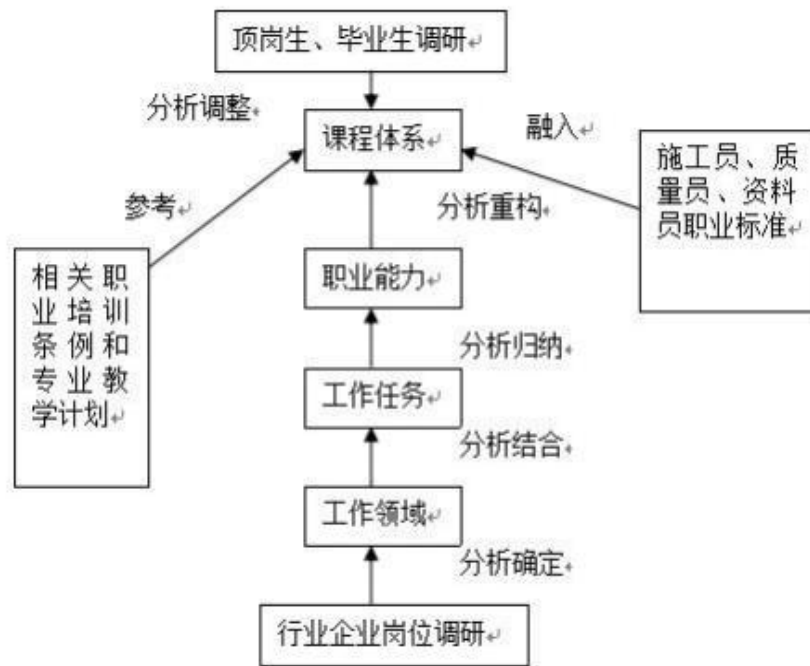 顶岗生、毕业生调研
分析调整
课程体系
融入
施工员、质
量员、资料
员职业标准
参考
分析重构
相关职
业培训
条例和
专业教
学计划
职业能力
分析归纳
工作任务
分析结合
工作领域
分析确定
行业企业岗位调研